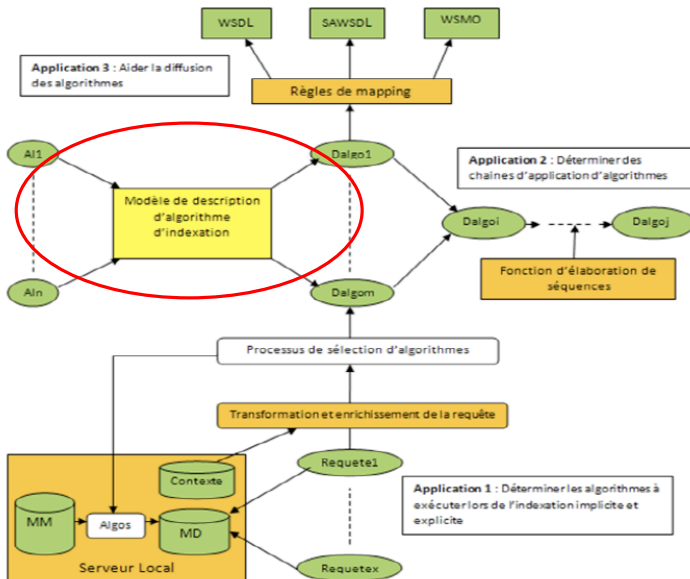 WSDL
SAWSDL
WSMO
Application 3 : Aider la diffusion
des algorithmes
Règles de mapping
AI1
Dalgo1
Application 2 : Déterminer des
chaines d'application d'algorithmes
Modèle de description
d'algorithme
d'indexation
Dalgoi
Dalgoj
AIn
Dalgom
Fonction d'élaboration de
séquences
Processus de sélection d'algorithmes
Transformation et enrichissement de la requête
Contexte
Requete1
Application 1 : Déterminer les algorithmes à
exécuter lors de l'indexation implicite et
explicite
MM
Algos
MD
Serveur Local
Requetex